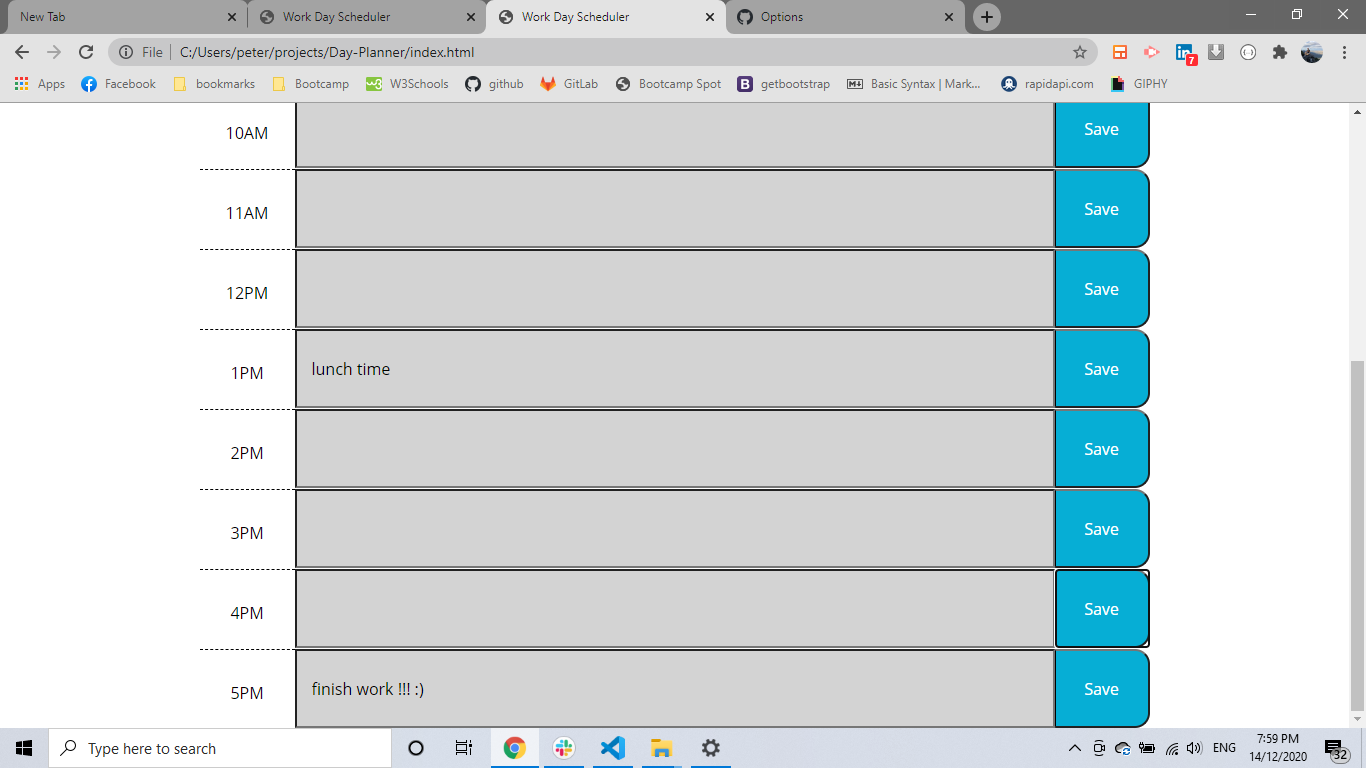 New Tab
Work Day Scheduler
Work Day Scheduler
Options
File
C:/Users/peter/projects/Day-Planner/index.html
7
Apps
Facebook
bookmarks
Bootcamp
W3Schools
github
GitLab
Bootcamp Spot
getbootstrap
Basic Syntax | Mark...
rapidapi.com
GIPHY
10AM
Save
11AM
Save
12PM
Save
1PM
lunch time
Save
2PM
Save
3PM
Save
4PM
Save
5PM
finish work !!! :)
Save
Type here to search
ENG
7:59 PM
14/12/2020
32